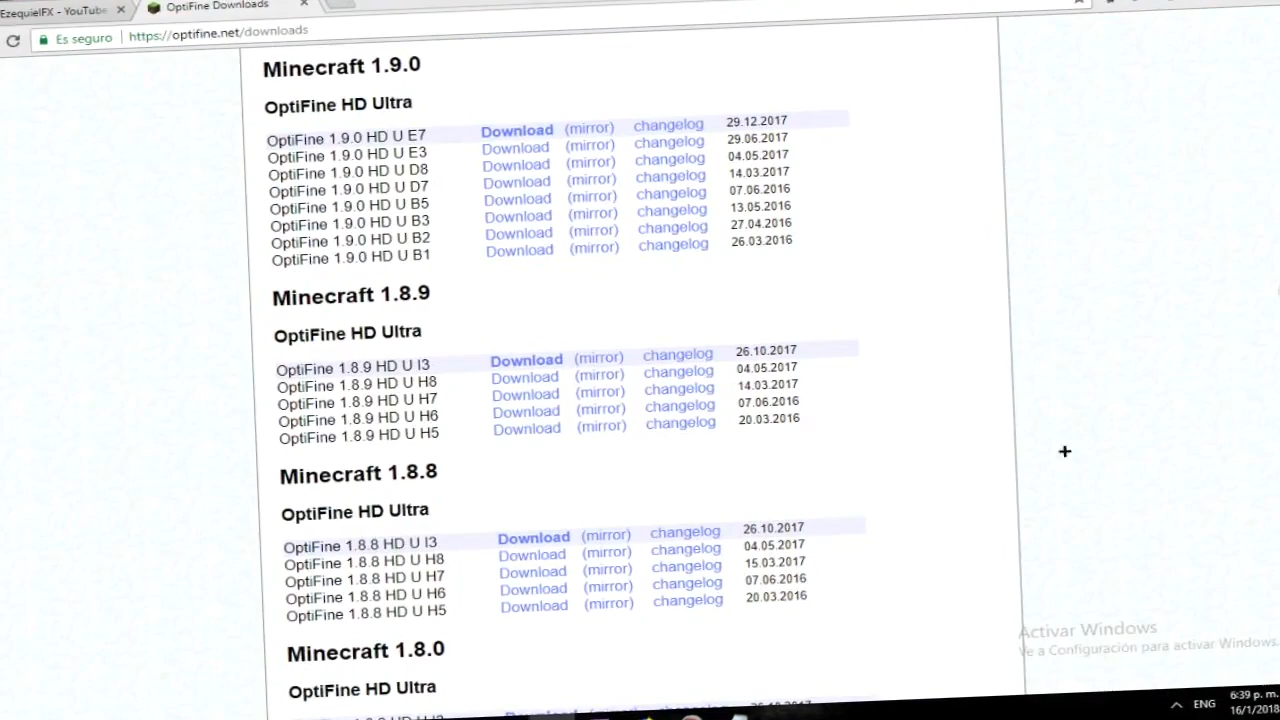 EzequielFX - YouTube
OptiFine Downloads
Es seguro
https://optifine.net/downloads
Minecraft 1.9.0
OptiFine HD Ultra
OptiFine 1.9.0 HD U E7 Download (mirror) changelog 29.12.2017
OptiFine 1.9.0 HD U E3 Download (mirror) changelog 29.06.2017
OptiFine 1.9.0 HD U D8 Download (mirror) changelog 04.05.2017
OptiFine 1.9.0 HD U D7 Download (mirror) changelog 14.03.2017
OptiFine 1.9.0 HD U B5 Download (mirror) changelog 07.06.2016
OptiFine 1.9.0 HD U B3 Download (mirror) changelog 13.05.2016
OptiFine 1.9.0 HD U B2 Download (mirror) changelog 27.04.2016
OptiFine 1.9.0 HD U B1 Download (mirror) changelog 26.03.2016
Minecraft 1.8.9
OptiFine HD Ultra
OptiFine 1.8.9 HD U I3 Download (mirror) changelog 26.10.2017
OptiFine 1.8.9 HD U H8 Download (mirror) changelog 04.05.2017
OptiFine 1.8.9 HD U H7 Download (mirror) changelog 14.03.2017
OptiFine 1.8.9 HD U H6 Download (mirror) changelog 07.06.2016
OptiFine 1.8.9 HD U H5 Download (mirror) changelog 20.03.2016
Minecraft 1.8.8
OptiFine HD Ultra
OptiFine 1.8.8 HD U I3 Download (mirror) changelog 26.10.2017
OptiFine 1.8.8 HD U H8 Download (mirror) changelog 04.05.2017
OptiFine 1.8.8 HD U H7 Download (mirror) changelog 15.03.2017
OptiFine 1.8.8 HD U H6 Download (mirror) changelog 07.06.2016
OptiFine 1.8.8 HD U H5 Download (mirror) changelog 20.03.2016
Minecraft 1.8.0
OptiFine HD Ultra
Activar Windows
Ve a Configuración para activar Windows.
ENG
6:39 p. m.
16/1/2018